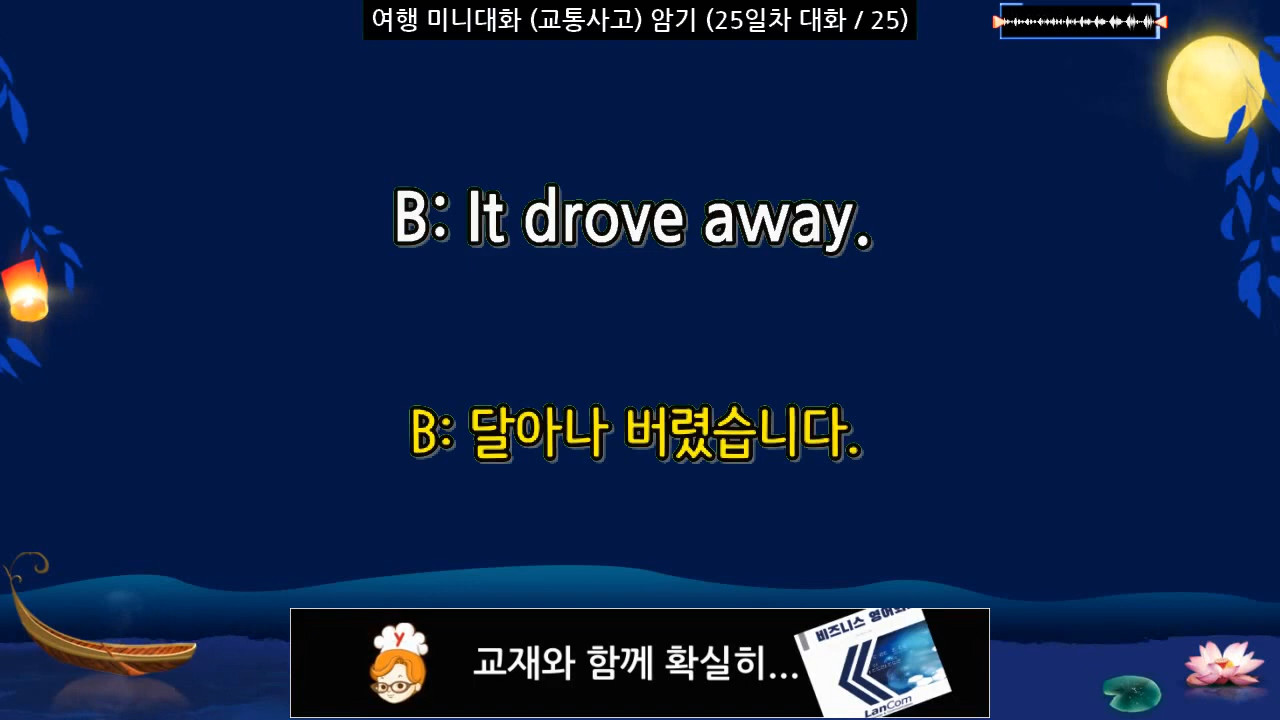 여행 미니대화 (교통사고) 암기 (25일차 대화 / 25)
B: It drove away.
B: 달아나 버렸습니다.
Y
교재와 함께 확실히...
비즈니스
LanCom